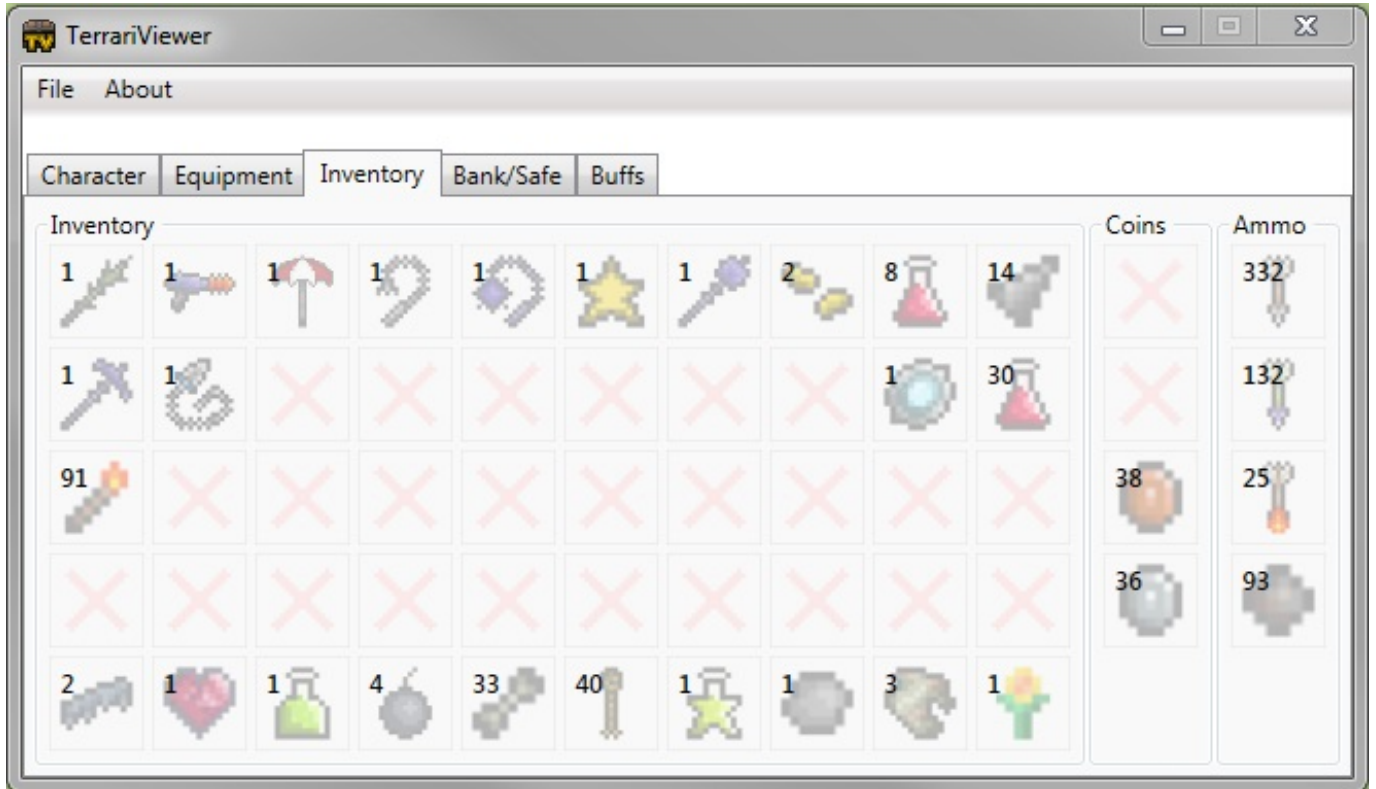 TerrariViewer
File About
Character Equipment Inventory Bank/Safe Buffs
Inventory Coins Ammo
1 1 1 1 1 1 1 2 8 14 332
1 1 1 30 132
91 38 25
36 93
2 1 1 4 33 40 1 1 3 1